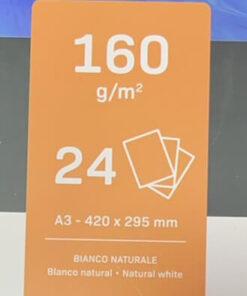 160
g/m²
24
A3 - 420 x 295 mm
BIANCO NATURALE
Blanco natural • Natural white